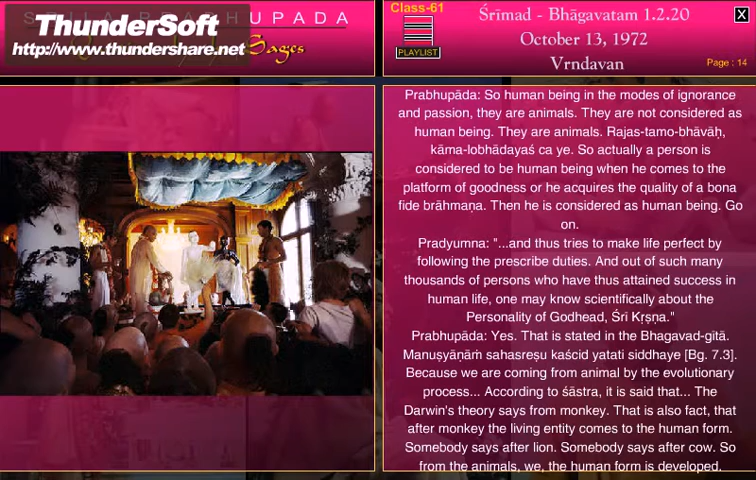 SRILA PRABHUPADA
ThunderSoft
http://www.thundershare.net
Sages
Class-61
PLAYLIST
Śrīmad - Bhāgavatam 1.2.20
October 13, 1972
Vrndavan
X
Page : 14
Prabhupāda: So human being in the modes of ignorance
and passion, they are animals. They are not considered as
human being. They are animals. Rajas-tamo-bhāvāḥ,
kāma-lobhādayaś ca ye. So actually a person is
considered to be human being when he comes to the
platform of goodness or he acquires the quality of a bona
fide brāhmaṇa. Then he is considered as human being. Go
on.
Pradyumna: "...and thus tries to make life perfect by
following the prescribe duties. And out of such many
thousands of persons who have thus attained success in
human life, one may know scientifically about the
Personality of Godhead, Śrī Kṛṣṇa."
Prabhupāda: Yes. That is stated in the Bhagavad-gītā.
Manuṣyāṇāṁ sahasreṣu kaścid yatati siddhaye [Bg. 7.3].
Because we are coming from animal by the evolutionary
process... According to śāstra, it is said that... The
Darwin's theory says from monkey. That is also fact, that
after monkey the living entity comes to the human form.
Somebody says after lion. Somebody says after cow. So
from the animals, we, the human form is developed.